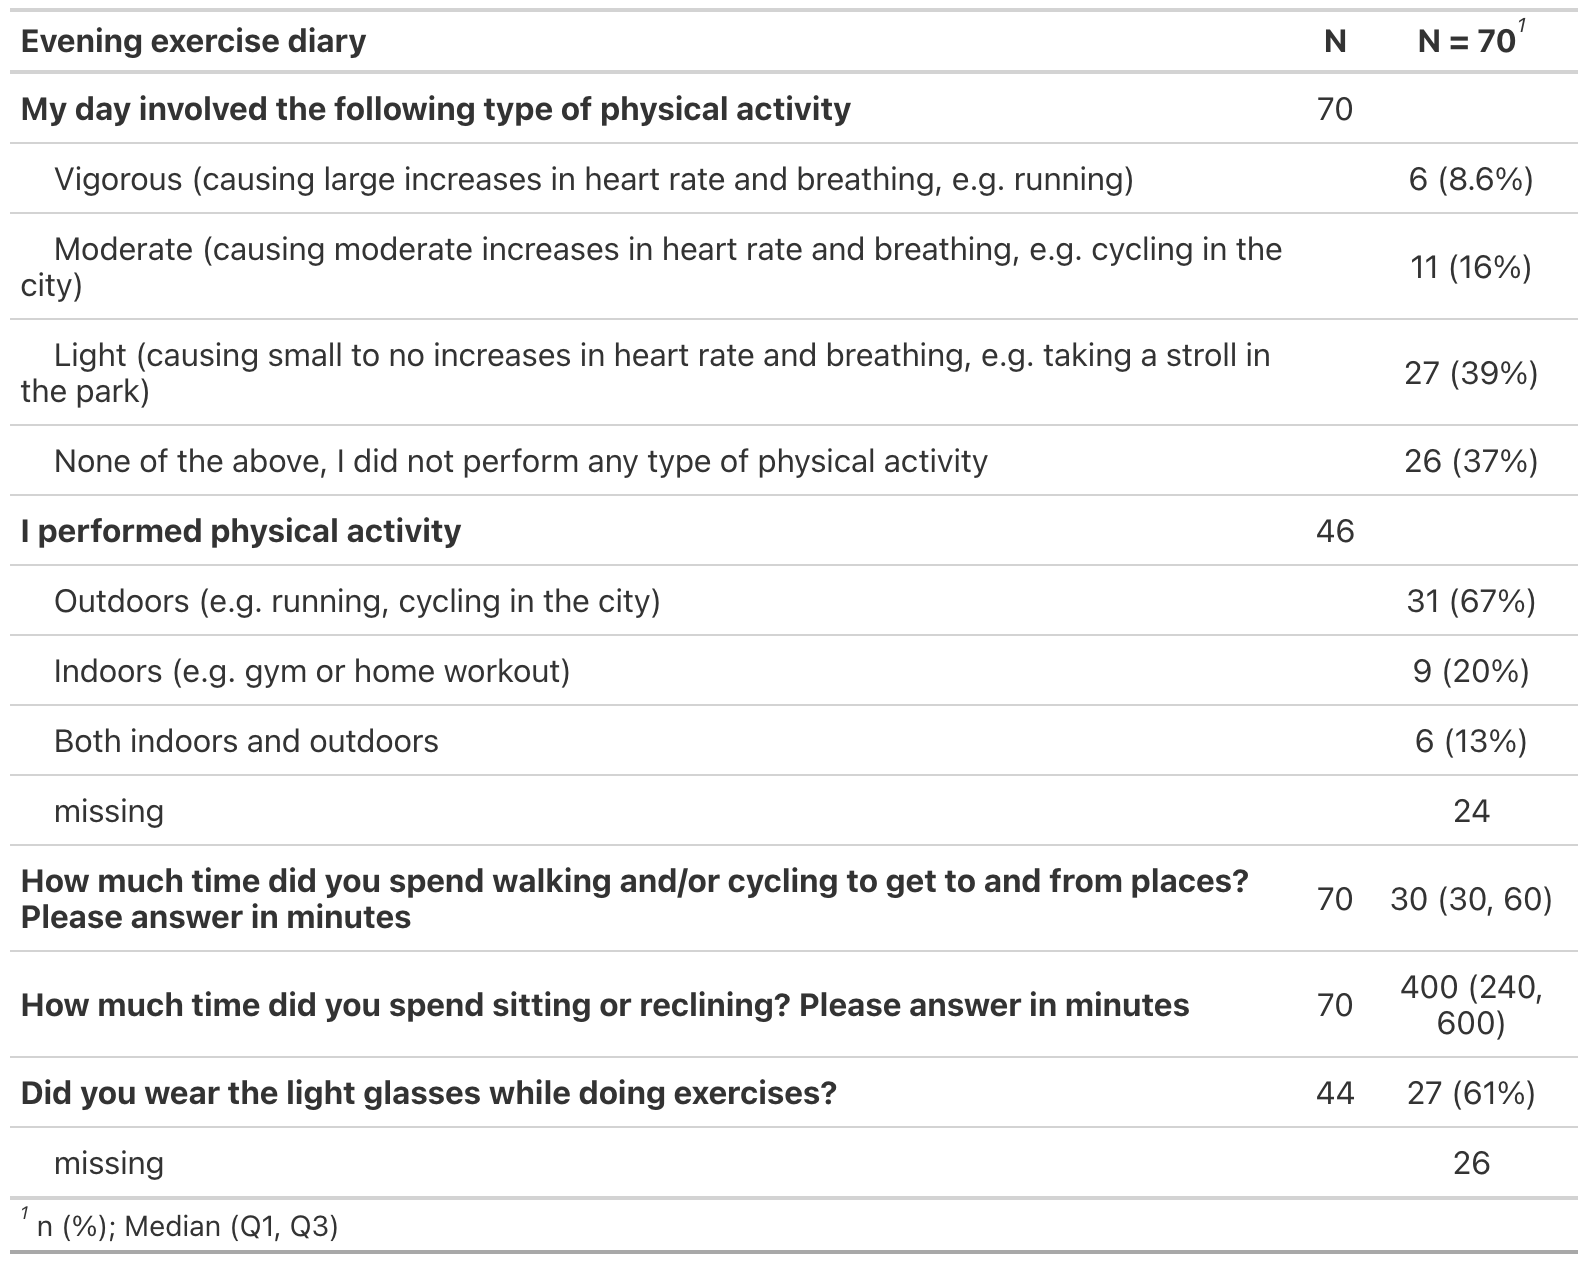 Evening exercise diary N N = 70¹
My day involved the following type of physical activity 70
Vigorous (causing large increases in heart rate and breathing, e.g. running) 6 (8.6%)
Moderate (causing moderate increases in heart rate and breathing, e.g. cycling in the
city) 11 (16%)
Light (causing small to no increases in heart rate and breathing, e.g. taking a stroll in
the park) 27 (39%)
None of the above, I did not perform any type of physical activity 26 (37%)
I performed physical activity 46
Outdoors (e.g. running, cycling in the city) 31 (67%)
Indoors (e.g. gym or home workout) 9 (20%)
Both indoors and outdoors 6 (13%)
missing 24
How much time did you spend walking and/or cycling to get to and from places?
Please answer in minutes 70 30 (30, 60)
How much time did you spend sitting or reclining? Please answer in minutes 70 400 (240,
600)
Did you wear the light glasses while doing exercises? 44 27 (61%)
missing 26
¹ n (%); Median (Q1, Q3)